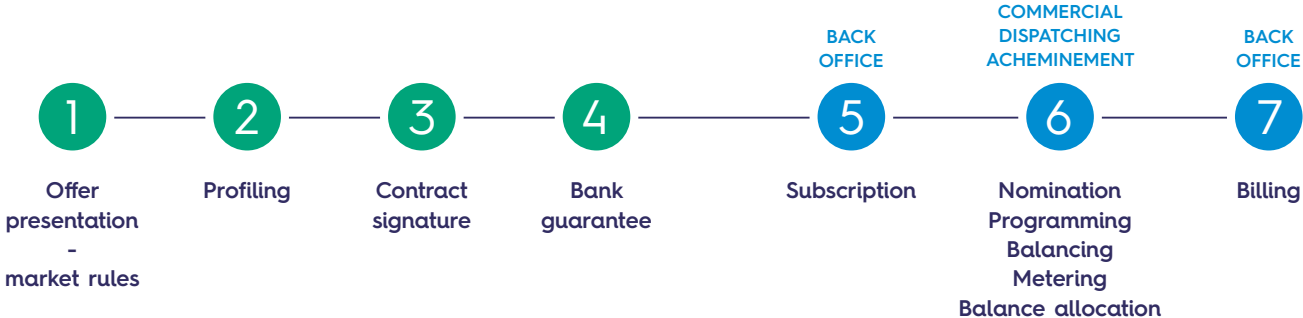 BACK
OFFICE
COMMERCIAL
DISPATCHING
ACHEMINEMENT
BACK
OFFICE
1
2
3
4
5
6
7
Offer
presentation
-
market rules
Profiling
Contract
signature
Bank
guarantee
Subscription
Nomination
Programming
Balancing
Metering
Balance allocation
Billing